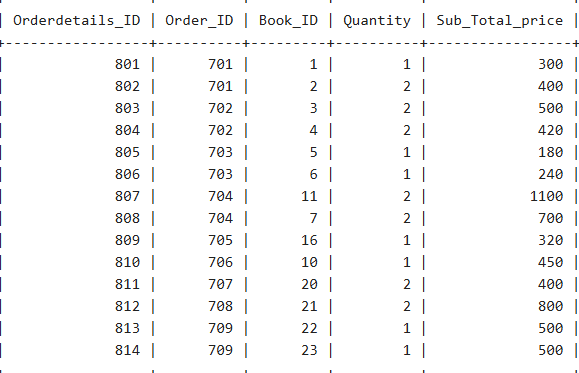 | Orderdetails_ID | Order_ID | Book_ID | Quantity | Sub_Total_price |
+-----------------+----------+---------+----------+-----------------+
| 801 | 701 | 1 | 1 | 300 |
| 802 | 701 | 2 | 2 | 400 |
| 803 | 702 | 3 | 2 | 500 |
| 804 | 702 | 4 | 2 | 420 |
| 805 | 703 | 5 | 1 | 180 |
| 806 | 703 | 6 | 1 | 240 |
| 807 | 704 | 11 | 2 | 1100 |
| 808 | 704 | 7 | 2 | 700 |
| 809 | 705 | 16 | 1 | 320 |
| 810 | 706 | 10 | 1 | 450 |
| 811 | 707 | 20 | 2 | 400 |
| 812 | 708 | 21 | 2 | 800 |
| 813 | 709 | 22 | 1 | 500 |
| 814 | 709 | 23 | 1 | 500 |